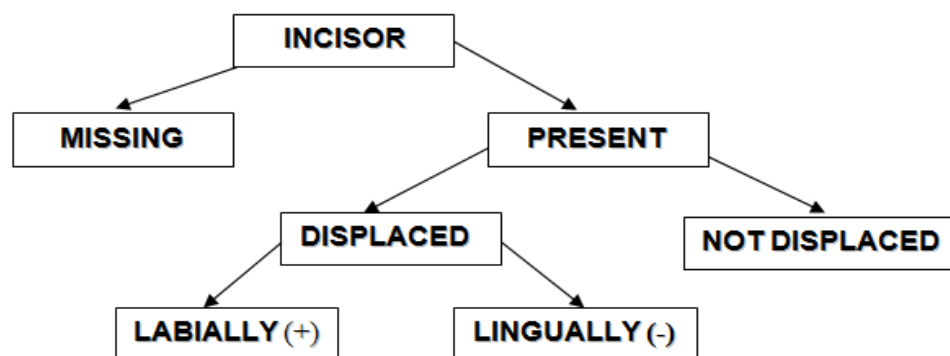 INCISOR
MISSING
PRESENT
DISPLACED
NOT DISPLACED
LABIALLY (+)
LINGUALLY (-)